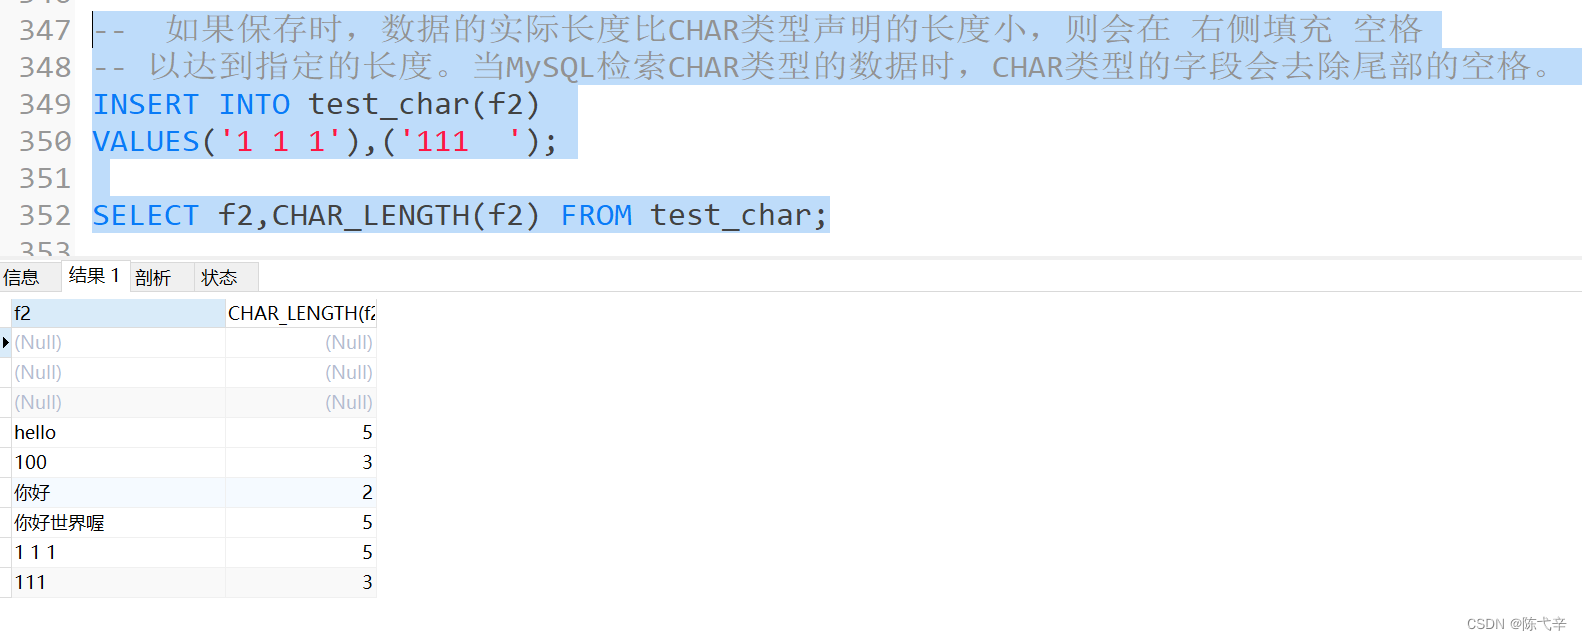 346
347 --  如果保存时，数据的实际长度比CHAR类型声明的长度小，则会在 右侧填充 空格
348 -- 以达到指定的长度。当MySQL检索CHAR类型的数据时，CHAR类型的字段会去除尾部的空格。
349 INSERT INTO test_char(f2)
350 VALUES('1 1 1'),('111  ');
351
352 SELECT f2,CHAR_LENGTH(f2) FROM test_char;
353
信息 结果 1 剖析 状态
f2 CHAR_LENGTH(f2
(Null) (Null)
(Null) (Null)
(Null) (Null)
hello 5
100 3
你好 2
你好世界喔 5
1 1 1 5
111 3
CSDN @陈弋辛